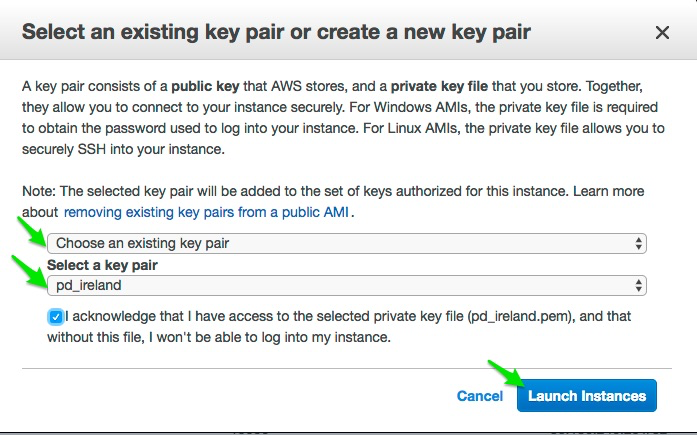 Select an existing key pair or create a new key pair
A key pair consists of a public key that AWS stores, and a private key file that you store. Together,
they allow you to connect to your instance securely. For Windows AMIs, the private key file is required
to obtain the password used to log into your instance. For Linux AMIs, the private key file allows you to
securely SSH into your instance.
Note: The selected key pair will be added to the set of keys authorized for this instance. Learn more
about removing existing key pairs from a public AMI.
Choose an existing key pair
Select a key pair
pd_ireland
I acknowledge that I have access to the selected private key file (pd_ireland.pem), and that
without this file, I won't be able to log into my instance.
Cancel Launch Instances